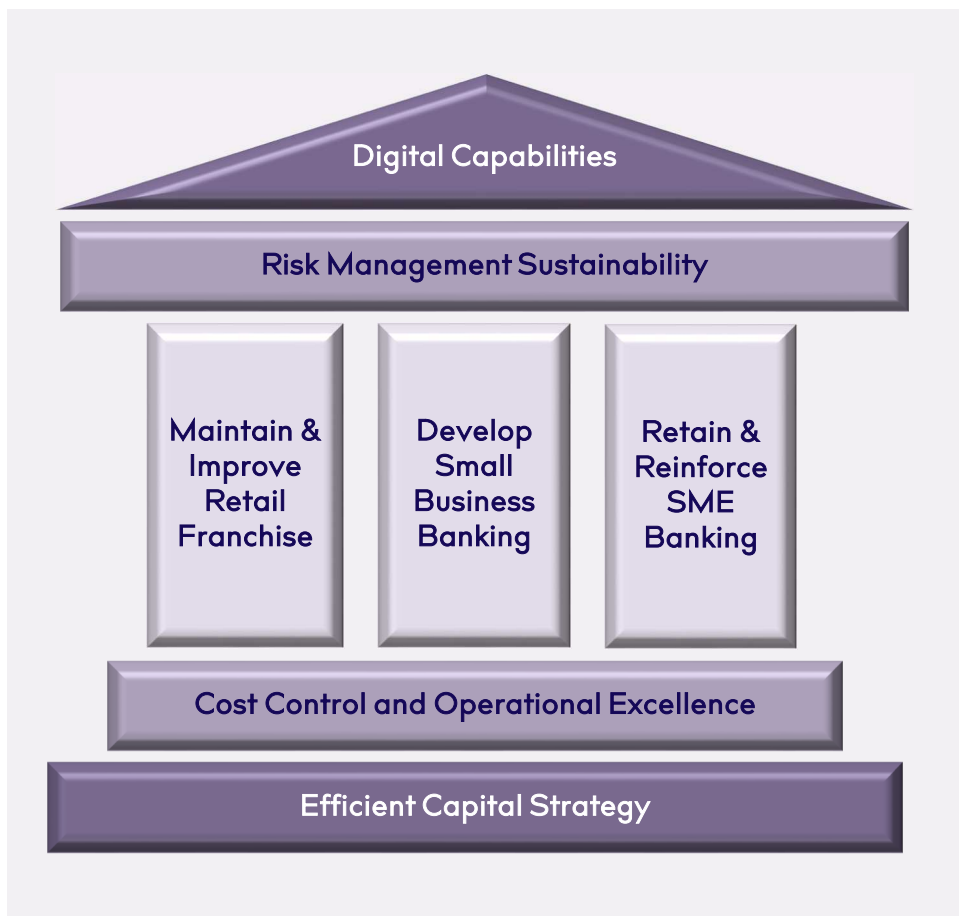 Digital Capabilities
Risk Management Sustainability
Maintain &
Improve
Retail
Franchise
Develop
Small
Business
Banking
Retain &
Reinforce
SME
Banking
Cost Control and Operational Excellence
Efficient Capital Strategy